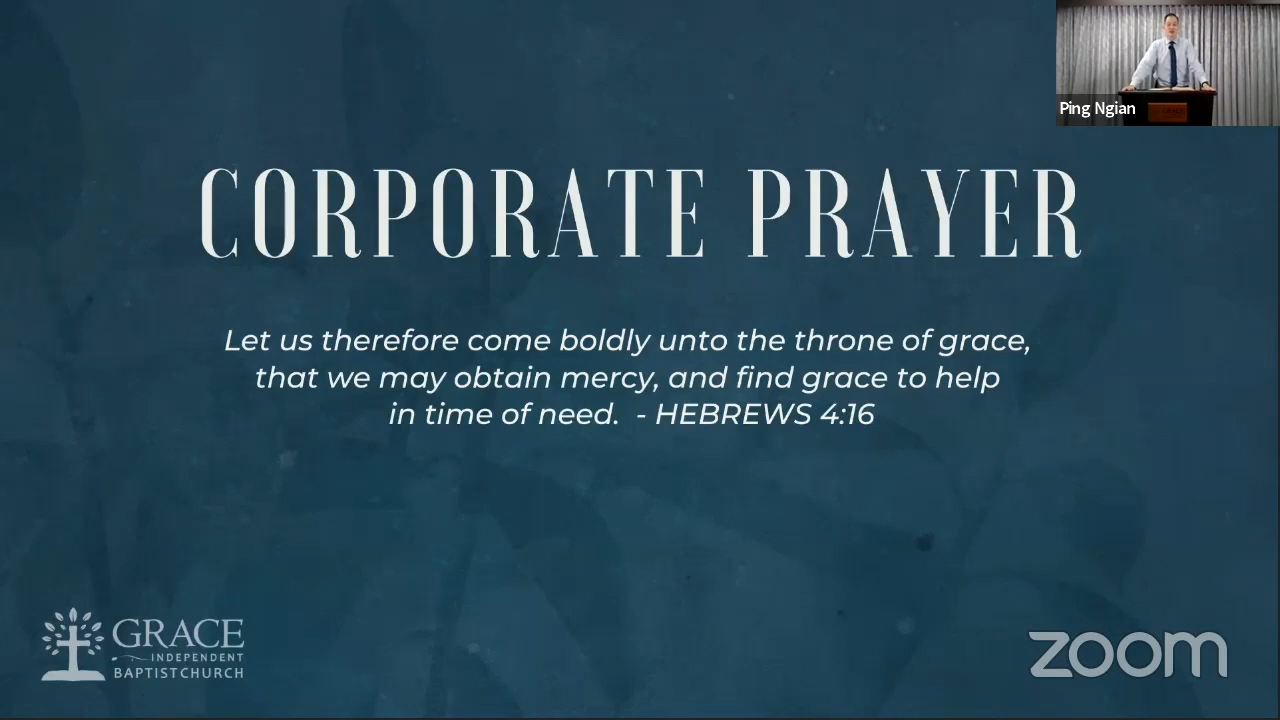 Ping Ngian
CORPORATE PRAYER
Let us therefore come boldly unto the throne of grace,
that we may obtain mercy, and find grace to help
in time of need.  - HEBREWS 4:16
GRACE
INDEPENDENT
BAPTIST CHURCH
zoom